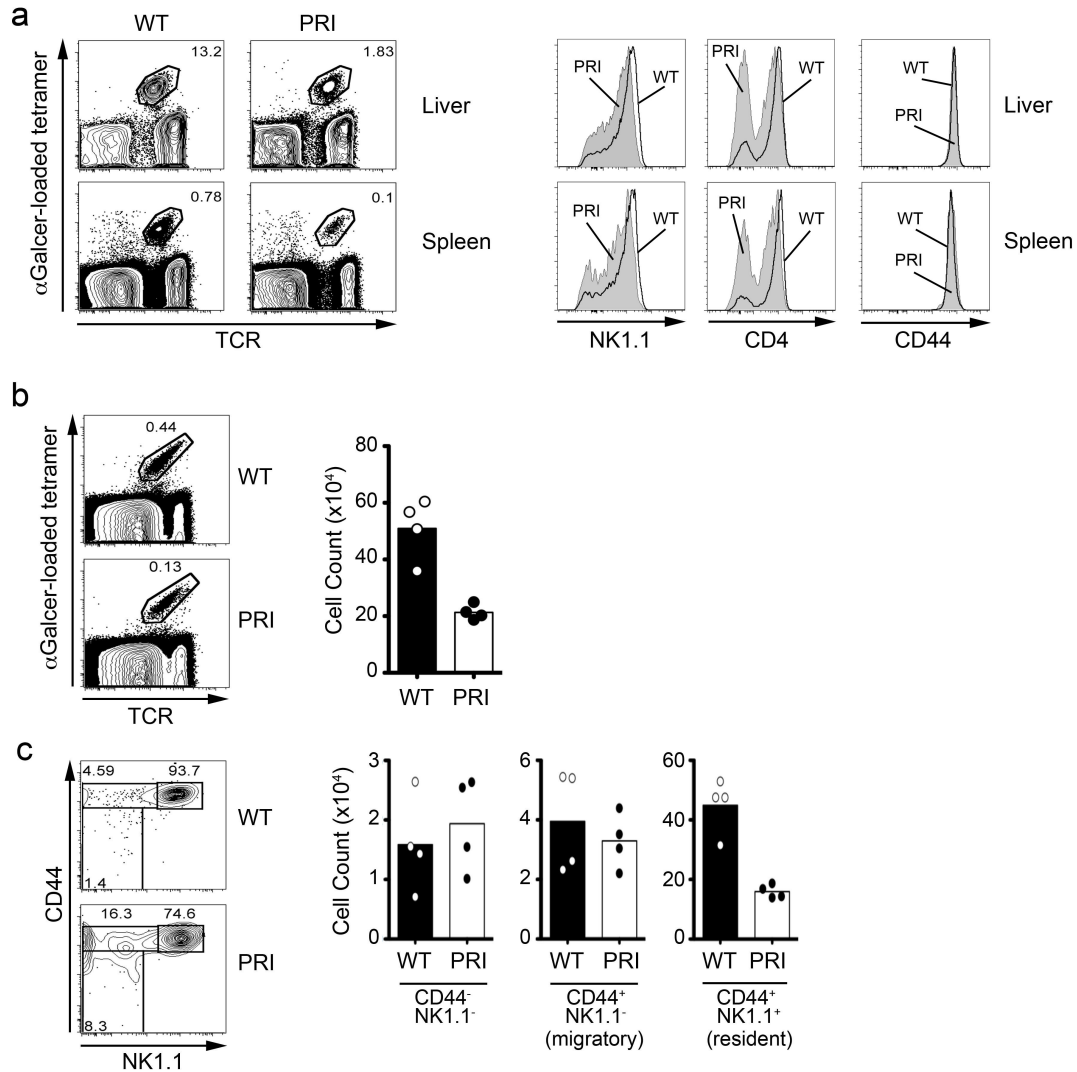 a
WT PRI
αGalcer-loaded tetramer
13.2
1.83
Liver
0.78
0.1
Spleen
TCR
PRI WT
PRI WT
WT
PRI
Liver
PRI WT
PRI WT
WT
PRI
Spleen
NK1.1 CD4 CD44
b
αGalcer-loaded tetramer
0.44
WT
0.13
PRI
TCR
Cell Count (x10⁴)
80
60
40
20
0
WT PRI
c
CD44
4.59 93.7
1.4
WT
16.3 74.6
8.3
PRI
NK1.1
Cell Count (x10⁴)
3
2
1
0
WT PRI
CD44⁻
NK1.1⁻
6
4
2
0
WT PRI
CD44⁺
NK1.1⁻
(migratory)
60
40
20
0
WT PRI
CD44⁺
NK1.1⁺
(resident)